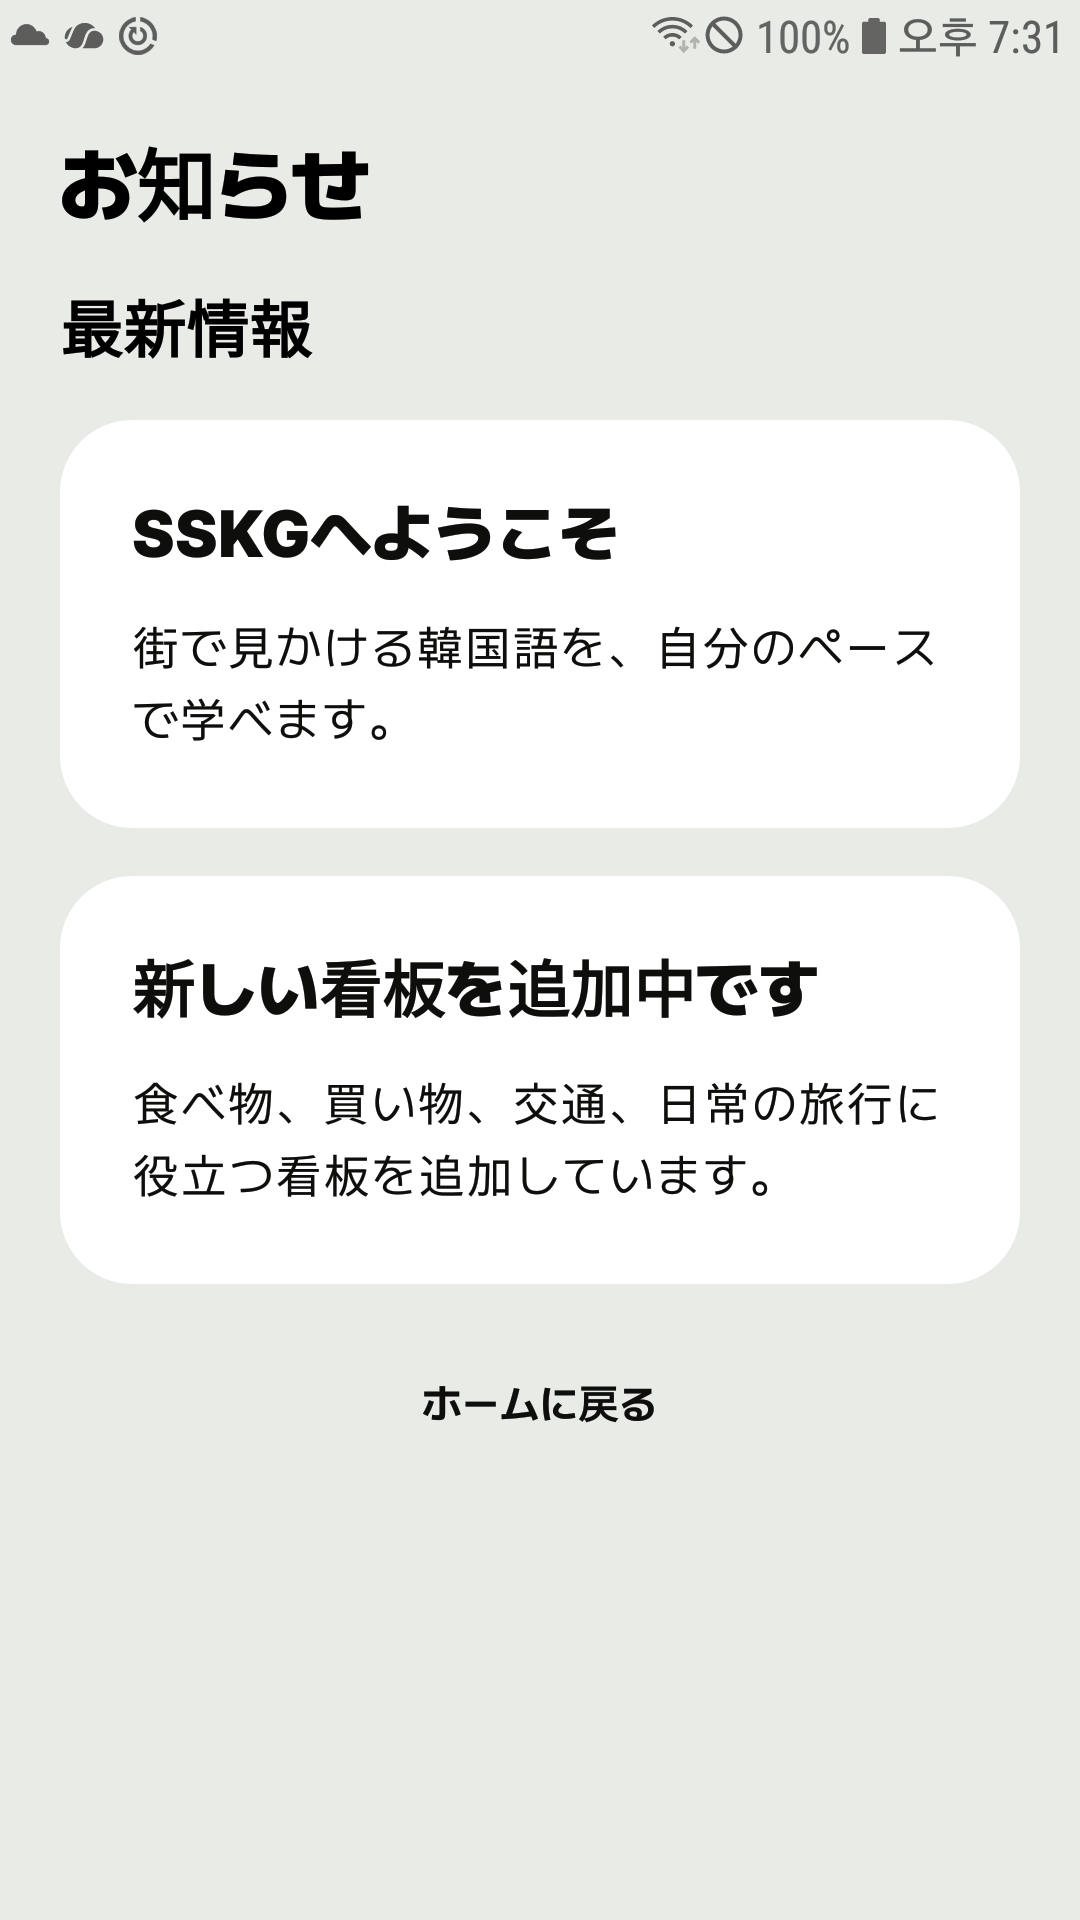 100% 오후 7:31
お知らせ
最新情報
SSKGへようこそ
街で見かける韓国語を、自分のペース
で学べます。
新しい看板を追加中です
食べ物、買い物、交通、日常の旅行に
役立つ看板を追加しています。
ホームに戻る